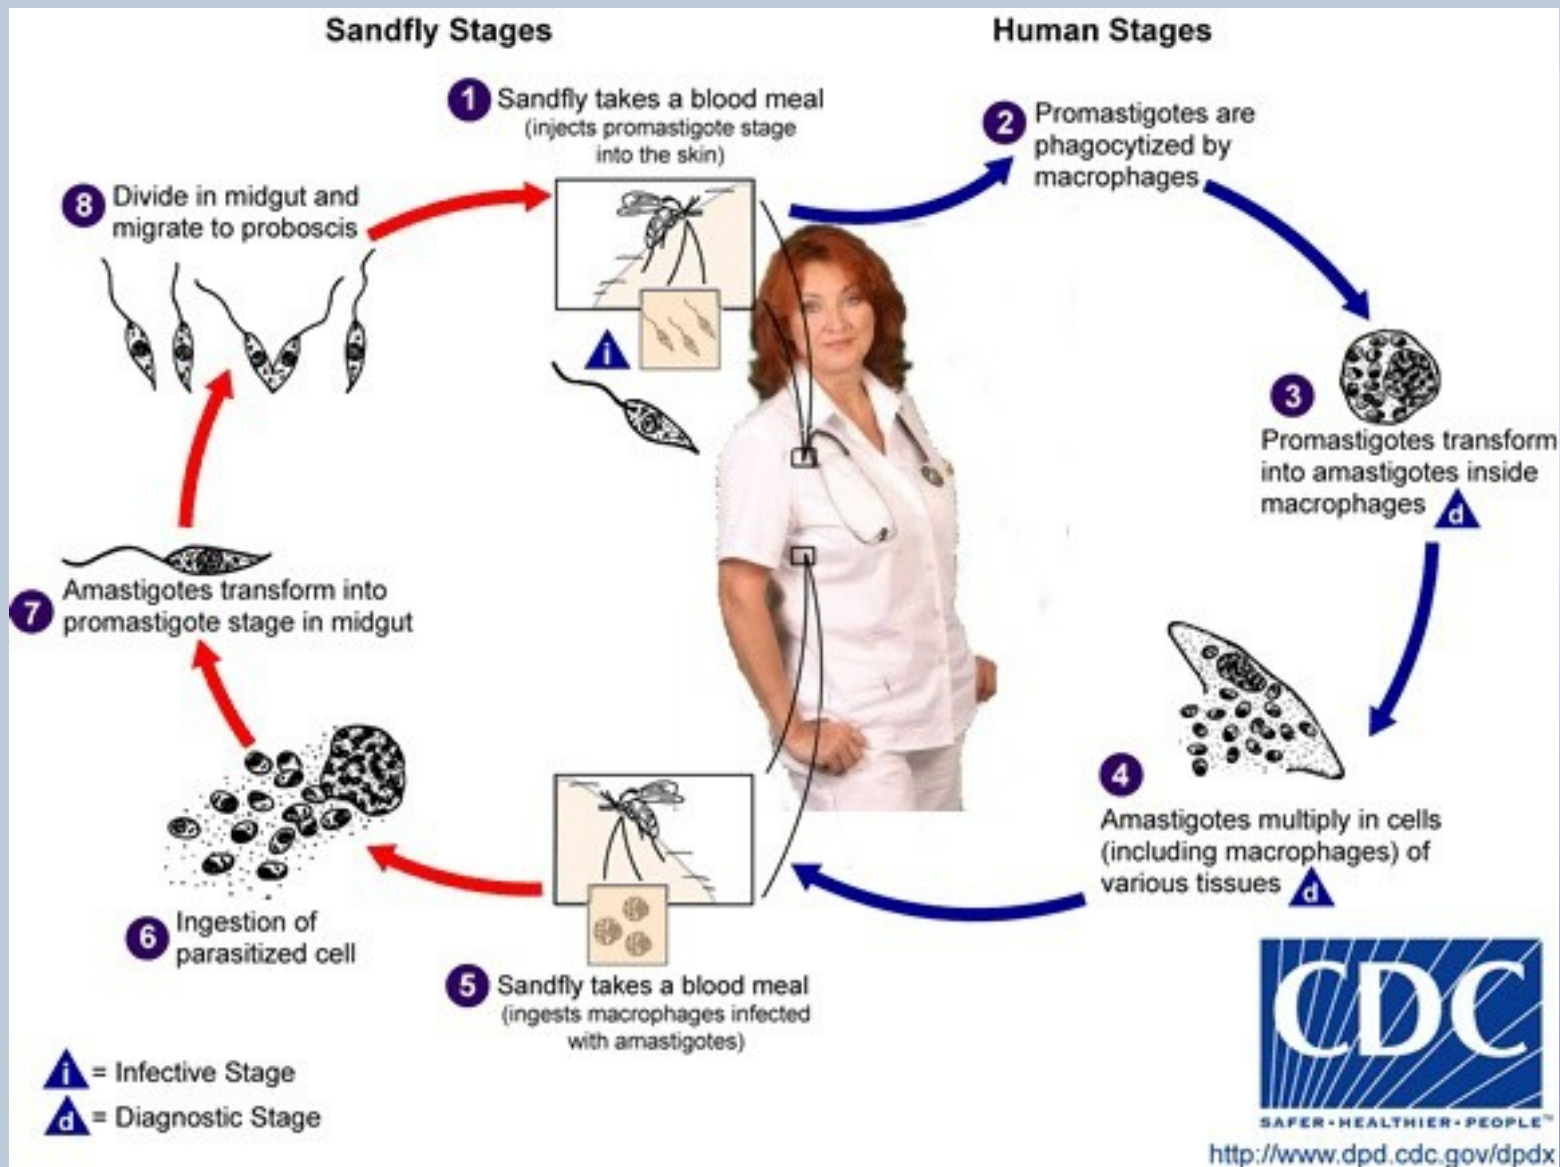 Sandfly Stages
Human Stages
1 Sandfly takes a blood meal
(injects promastigote stage
into the skin)
2 Promastigotes are
phagocytized by
macrophages
3
Promastigotes transform
into amastigotes inside
macrophages d
4
Amastigotes multiply in cells
(including macrophages) of
various tissues d
5 Sandfly takes a blood meal
(ingests macrophages infected
with amastigotes)
6 Ingestion of
parasitized cell
7 Amastigotes transform into
promastigote stage in midgut
8 Divide in midgut and
migrate to proboscis
i
i = Infective Stage
d = Diagnostic Stage
CDC
SAFER•HEALTHIER•PEOPLE™
http://www.dpd.cdc.gov/dpdx